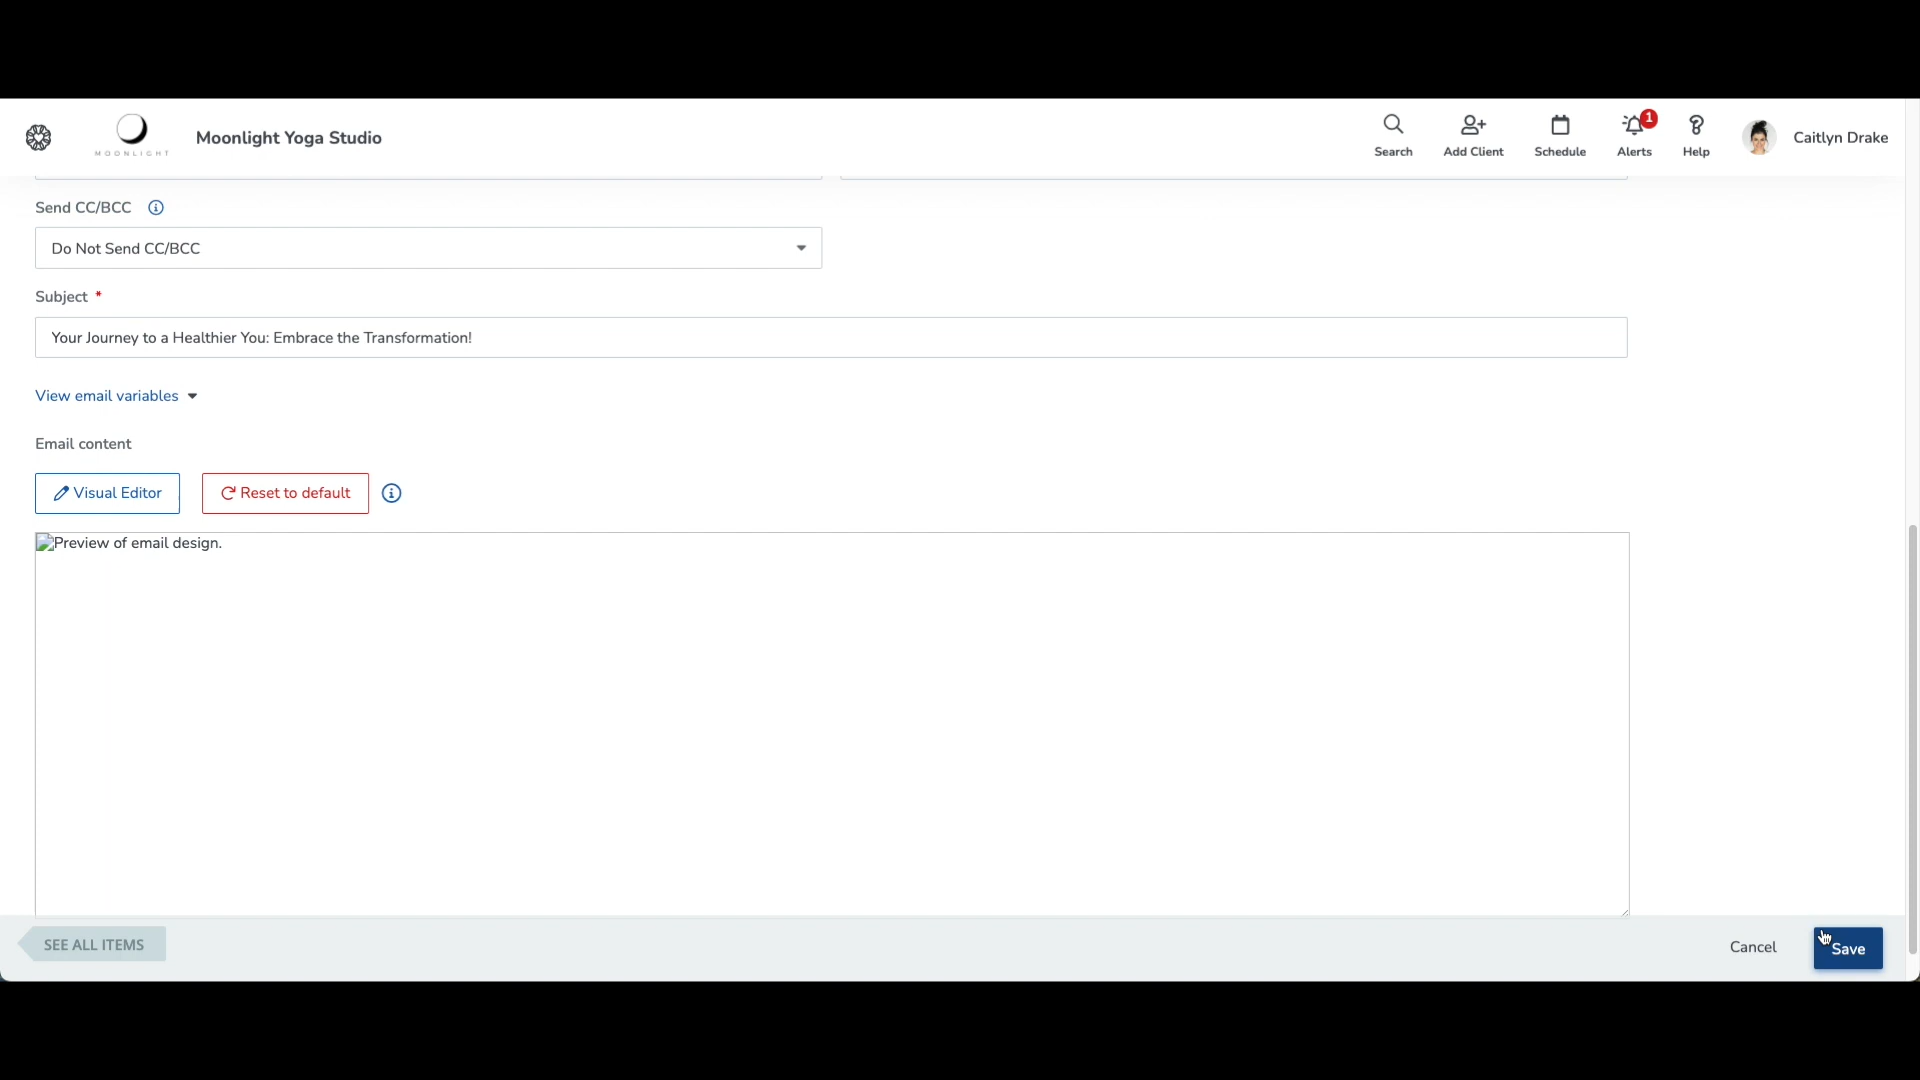 MOONLIGHT
Moonlight Yoga Studio
Search
Add Client
Schedule
1
Alerts
Help
Caitlyn Drake
Send CC/BCC
Do Not Send CC/BCC
Subject *
Your Journey to a Healthier You: Embrace the Transformation!
View email variables
Email content
Visual Editor
Reset to default
Preview of email design.
SEE ALL ITEMS
Cancel
Save